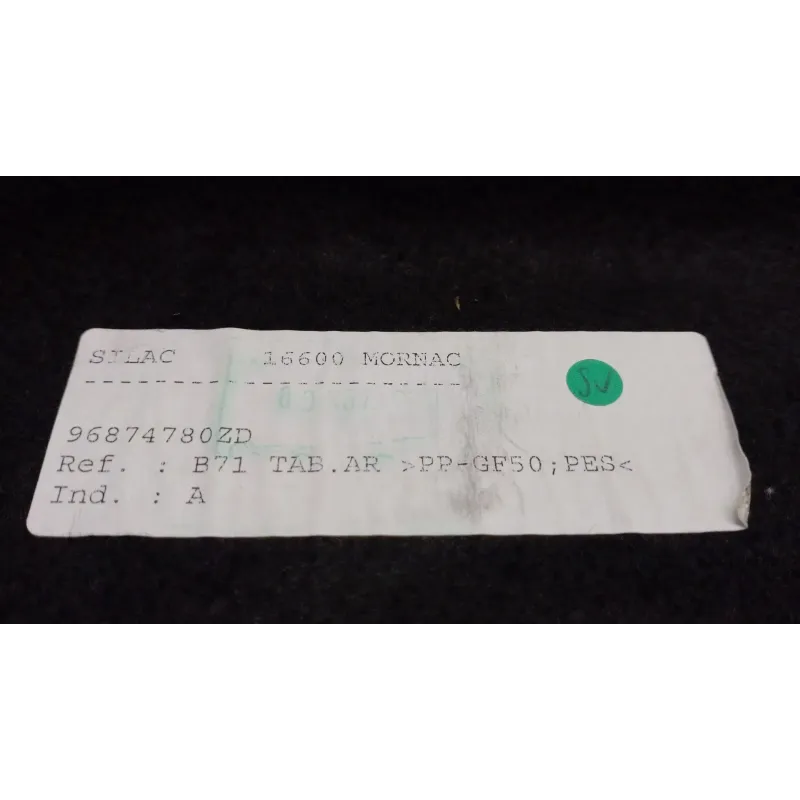 SILAC 16600 MORNAC
--------------------
96874780ZD
Ref. : B71 TAB.AR >PP-GF50;PES<
Ind. : A